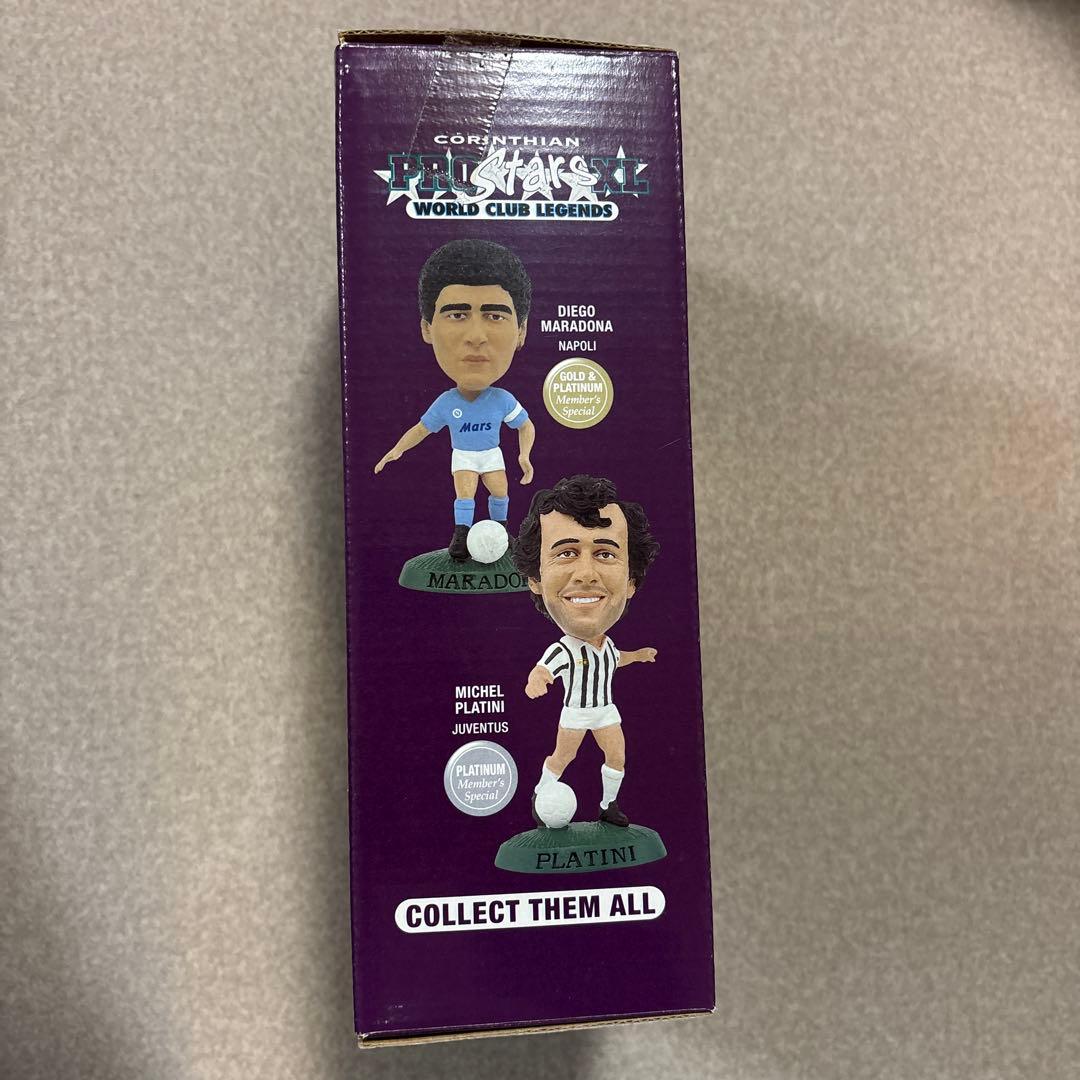 CORINTHIAN
PROStarsXL
WORLD CLUB LEGENDS
DIEGO
MARADONA
NAPOLI
GOLD &
PLATINUM
Member's
Special
Mars
MARADO
MICHEL
PLATINI
JUVENTUS
PLATINUM
Member's
Special
PLATINI
COLLECT THEM ALL